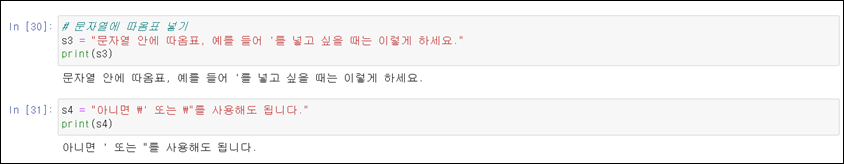 In [30]: # 문자열에 따옴표 넣기
s3 = "문자열 안에 따옴표, 예를 들어 '를 넣고 싶을 때는 이렇게 하세요."
print(s3)
문자열 안에 따옴표, 예를 들어 '를 넣고 싶을 때는 이렇게 하세요.
In [31]: s4 = "아니면 ₩' 또는 ₩"를 사용해도 됩니다."
print(s4)
아니면 ' 또는 "를 사용해도 됩니다.